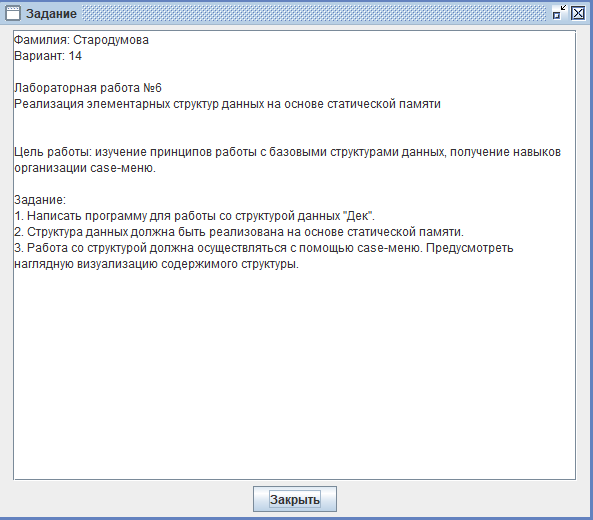 Задание
Фамилия: Стародумова
Вариант: 14
Лабораторная работа №6
Реализация элементарных структур данных на основе статической памяти
Цель работы: изучение принципов работы с базовыми структурами данных, получение навыков
организации case-меню.
Задание:
1. Написать программу для работы со структурой данных "Дек".
2. Структура данных должна быть реализована на основе статической памяти.
3. Работа со структурой должна осуществляться с помощью case-меню. Предусмотреть
наглядную визуализацию содержимого структуры.
Закрыть